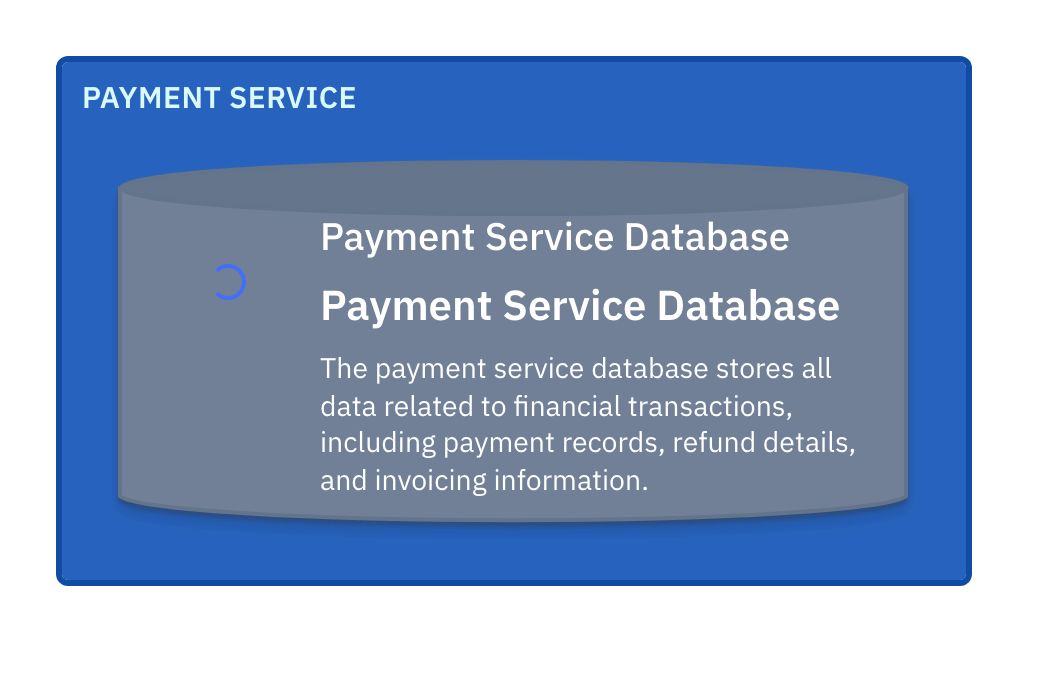 PAYMENT SERVICE
Payment Service Database
Payment Service Database
The payment service database stores all
data related to financial transactions,
including payment records, refund details,
and invoicing information.